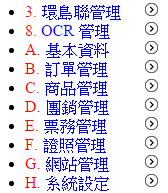 3. 環島聯管理
8. OCR 管理
A. 基本資料
B. 訂單管理
C. 商品管理
D. 團銷管理
E. 票務管理
F. 證照管理
G. 網站管理
H. 系統設定